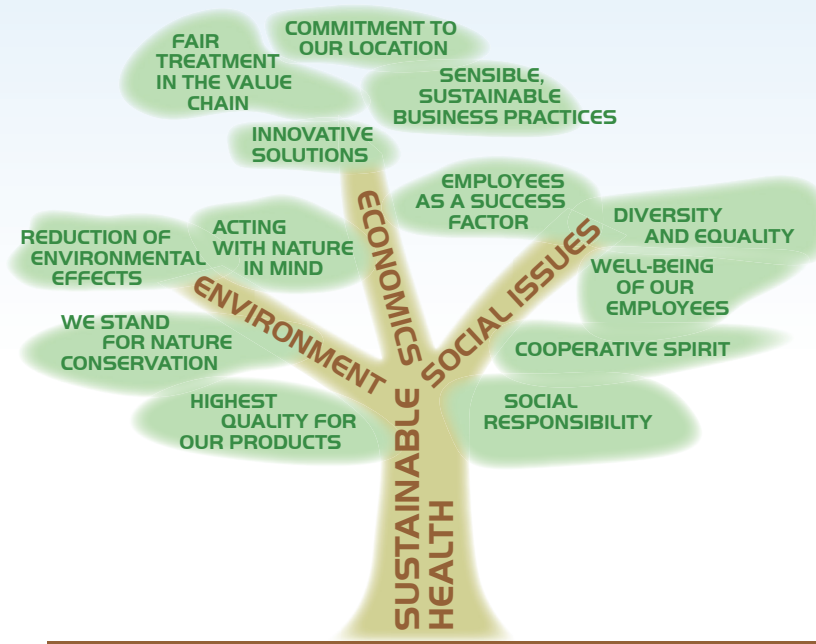 COMMITMENT TO
OUR LOCATION
FAIR
TREATMENT
IN THE VALUE
CHAIN
SENSIBLE,
SUSTAINABLE
BUSINESS PRACTICES
INNOVATIVE
SOLUTIONS
EMPLOYEES
AS A SUCCESS
FACTOR
DIVERSITY
AND EQUALITY
ACTING
WITH NATURE
IN MIND
REDUCTION OF
ENVIRONMENTAL
EFFECTS
WELL-BEING
OF OUR
EMPLOYEES
WE STAND
FOR NATURE
CONSERVATION
COOPERATIVE SPIRIT
HIGHEST
QUALITY FOR
OUR PRODUCTS
SOCIAL
RESPONSIBILITY
ENVIRONMENT
ECONOMICS
SOCIAL ISSUES
SUSTAINABLE
HEALTH